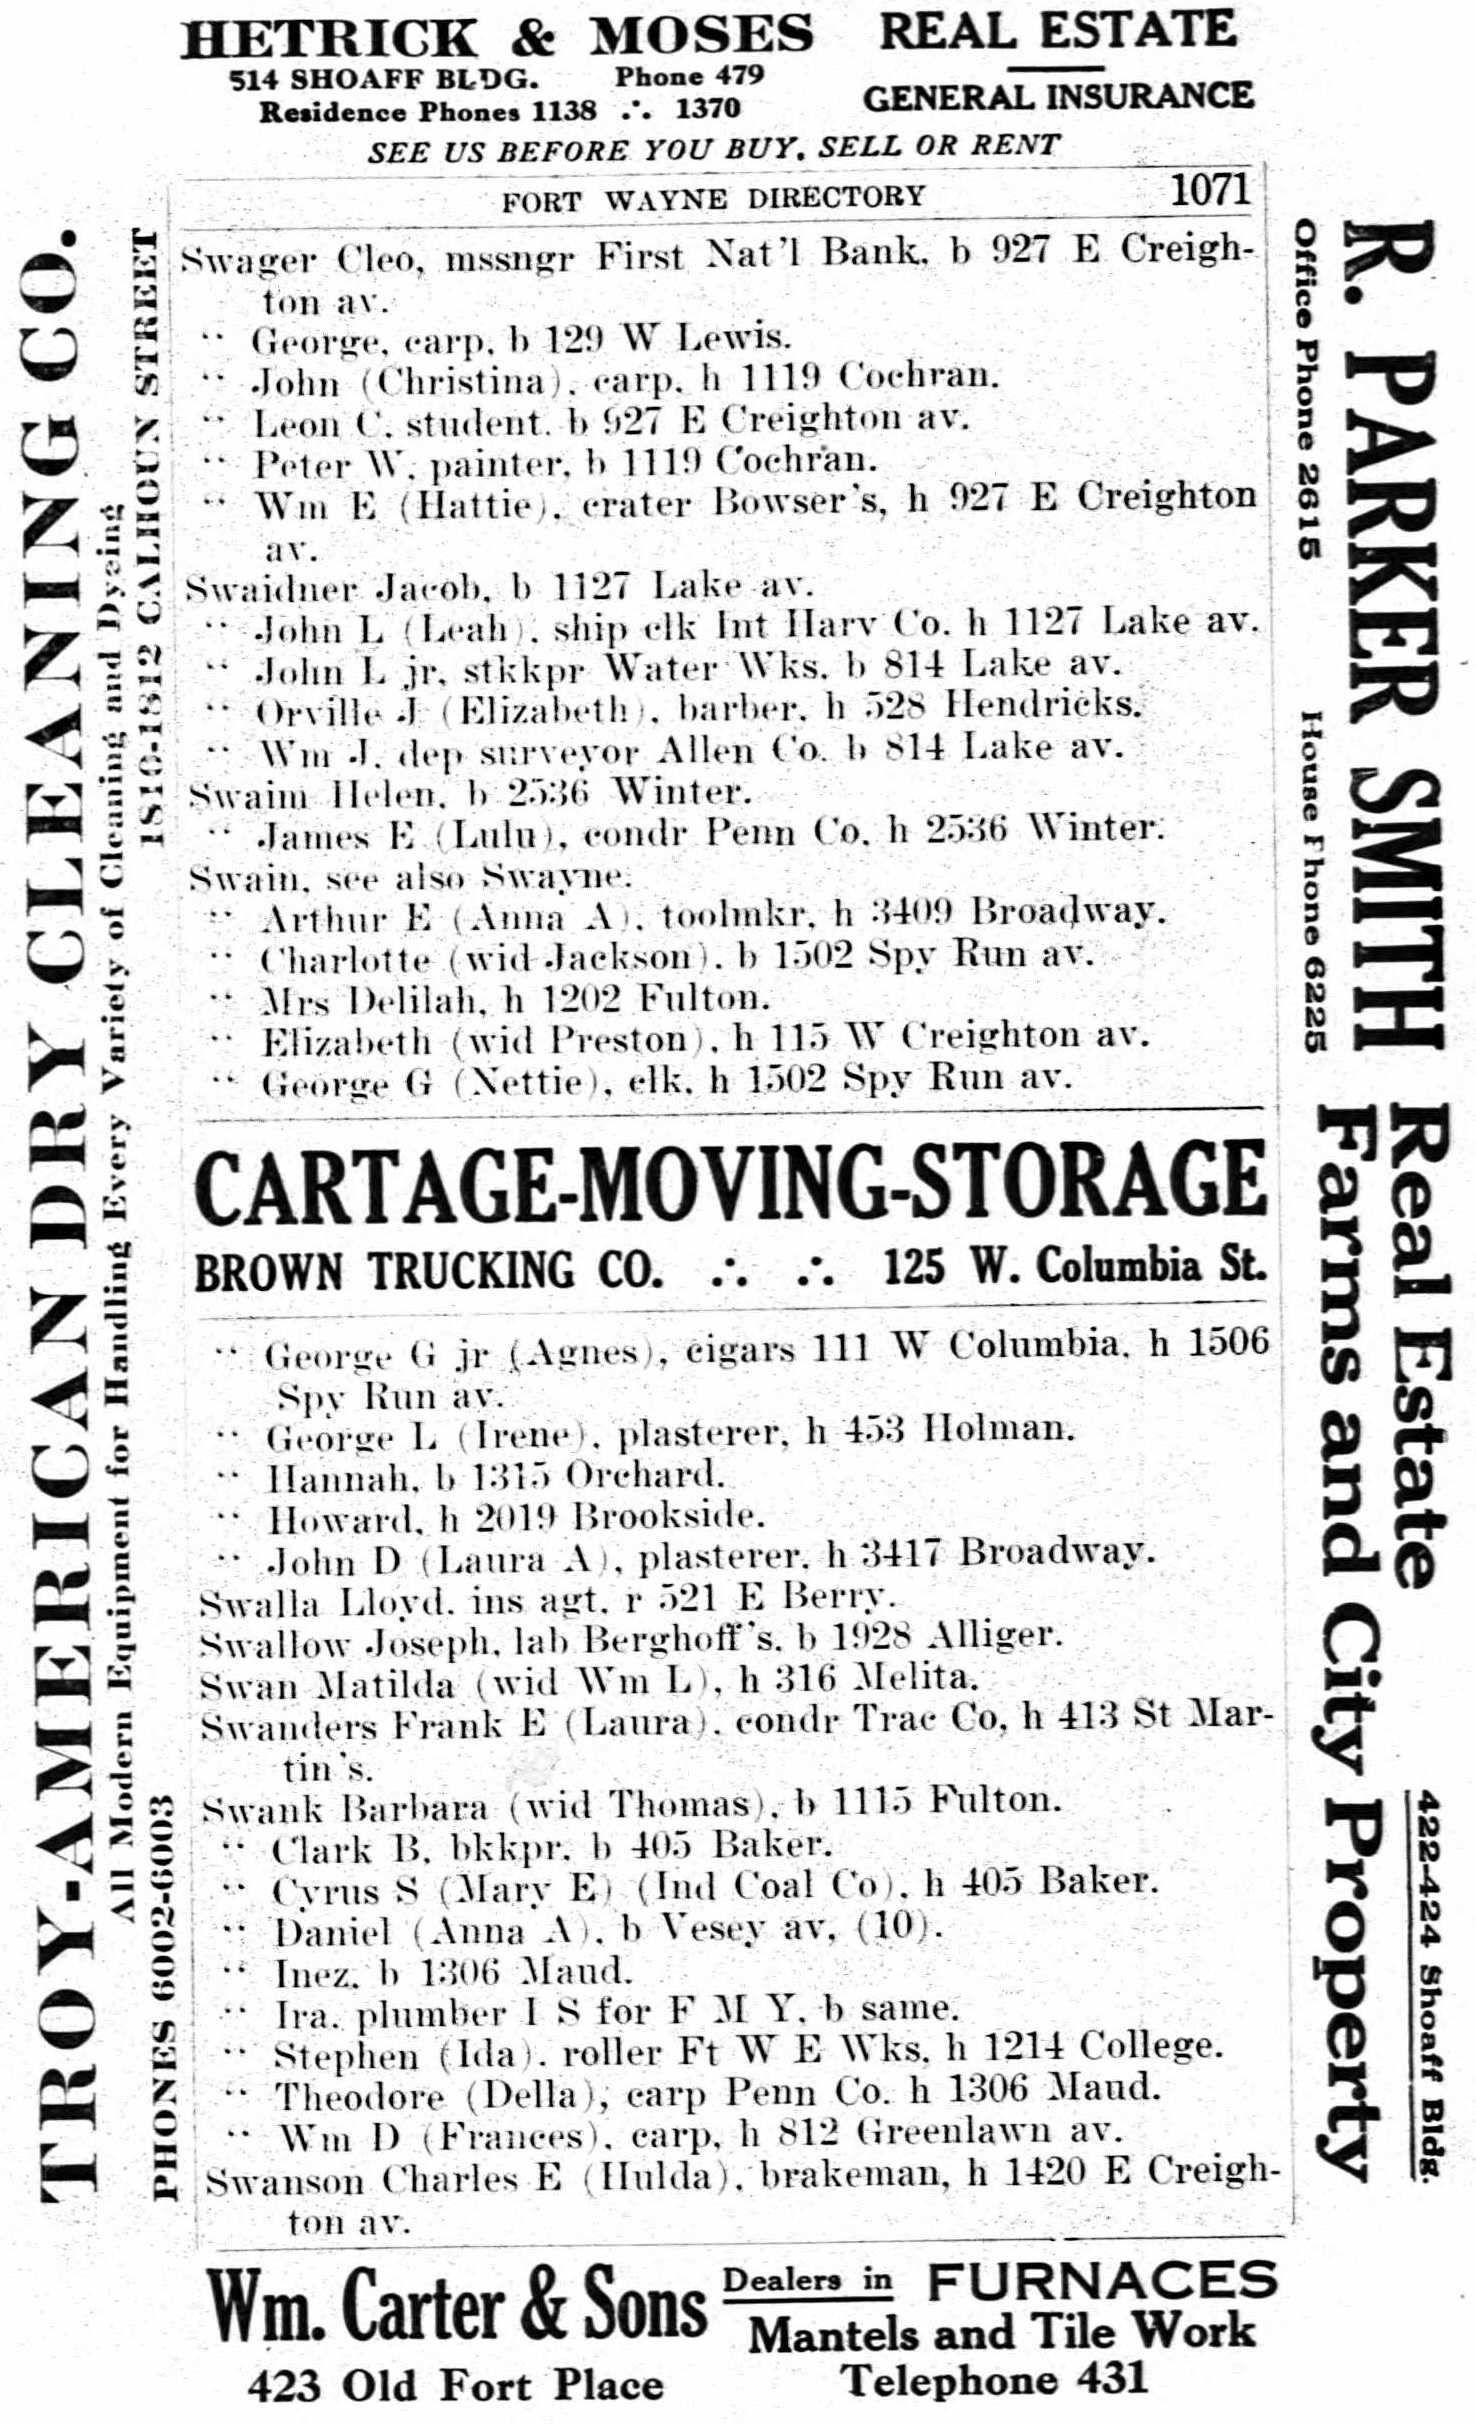 HETRICK & MOSES REAL ESTATE
514 SHOAFF BLDG. Phone 479
Residence Phones 1138 .·. 1370 GENERAL INSURANCE
SEE US BEFORE YOU BUY, SELL OR RENT
FORT WAYNE DIRECTORY 1071
Swager Cleo, mssngr First Nat'l Bank, b 927 E Creigh-
ton av.
" George, carp, b 129 W Lewis.
" John (Christina), carp, h 1119 Cochran.
" Leon C, student, b 927 E Creighton av.
" Peter W, painter, b 1119 Cochran.
" Wm E (Hattie), crater Bowser's, h 927 E Creighton
av.
Swaidner Jacob, b 1127 Lake av.
" John L (Leah), ship clk Int Harv Co, h 1127 Lake av.
" John L jr, stkkpr Water Wks, b 814 Lake av.
" Orville J (Elizabeth), barber, h 528 Hendricks.
" Wm J, dep surveyor Allen Co, b 814 Lake av.
Swaim Helen, b 2536 Winter.
" James E (Lulu), condr Penn Co, h 2536 Winter.
Swain, see also Swayne.
" Arthur E (Anna A), toolmkr, h 3409 Broadway.
" Charlotte (wid Jackson), b 1502 Spy Run av.
" Mrs Delilah, h 1202 Fulton.
" Elizabeth (wid Preston), h 115 W Creighton av.
" George G (Nettie), clk, h 1502 Spy Run av.
CARTAGE-MOVING-STORAGE
BROWN TRUCKING CO. .·. .·. 125 W. Columbia St.
" George G jr (Agnes), cigars 111 W Columbia, h 1506
Spy Run av.
" George L (Irene), plasterer, h 453 Holman.
" Hannah, b 1315 Orchard.
" Howard, h 2019 Brookside.
" John D (Laura A), plasterer, h 3417 Broadway.
Swalla Lloyd, ins agt, r 521 E Berry.
Swallow Joseph, lab Berghoff's, b 1928 Alliger.
Swan Matilda (wid Wm L), h 316 Melita.
Swanders Frank E (Laura), condr Trac Co, h 413 St Mar-
tin's.
Swank Barbara (wid Thomas), b 1115 Fulton.
" Clark B, bkkpr, b 405 Baker.
" Cyrus S (Mary E) (Ind Coal Co), h 405 Baker.
" Daniel (Anna A), b Vesey av, (10).
" Inez, b 1306 Maud.
" Ira, plumber I S for F M Y, b same.
" Stephen (Ida), roller Ft W E Wks, h 1214 College.
" Theodore (Della), carp Penn Co, h 1306 Maud.
" Wm D (Frances), carp, h 812 Greenlawn av.
Swanson Charles E (Hulda), brakeman, h 1420 E Creigh-
ton av.
Wm. Carter & Sons Dealers in FURNACES
Mantels and Tile Work
423 Old Fort Place Telephone 431
TROY-AMERICAN DRY CLEANING CO.
All Modern Equipment for Handling Every Variety of Cleaning and Dyeing
PHONES 6002-6003 1810-1812 CALHOUN STREET
R. PARKER SMITH Real Estate
Farms and City Property
Office Phone 2615 House Phone 6225
422-424 Shoaff Bldg.